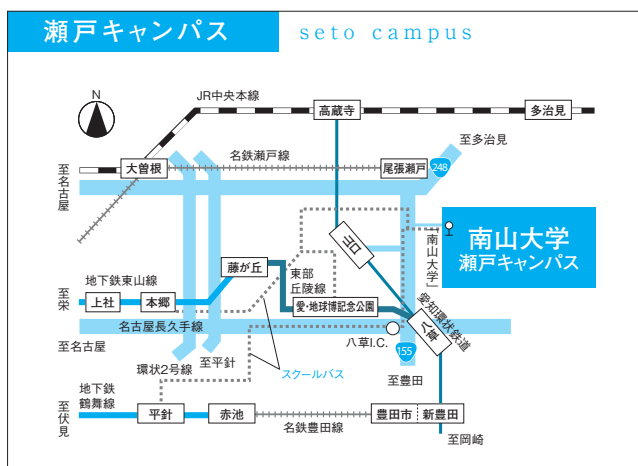 瀬戸キャンパス
seto campus
N
JR中央本線
高蔵寺
多治見
至多治見
至名古屋
大曽根
名鉄瀬戸線
尾張瀬戸
248
山口
「南山大学」
南山大学
瀬戸キャンパス
藤が丘
東部
丘陵線
地下鉄東山線
至栄
上社
本郷
愛・地球博記念公園
愛知環状鉄道
八草
名古屋長久手線
八草I.C.
至名古屋
至平針
環状2号線
スクールバス
155
至豊田
地下鉄
鶴舞線
至伏見
平針
赤池
名鉄豊田線
豊田市
新豊田
至岡崎